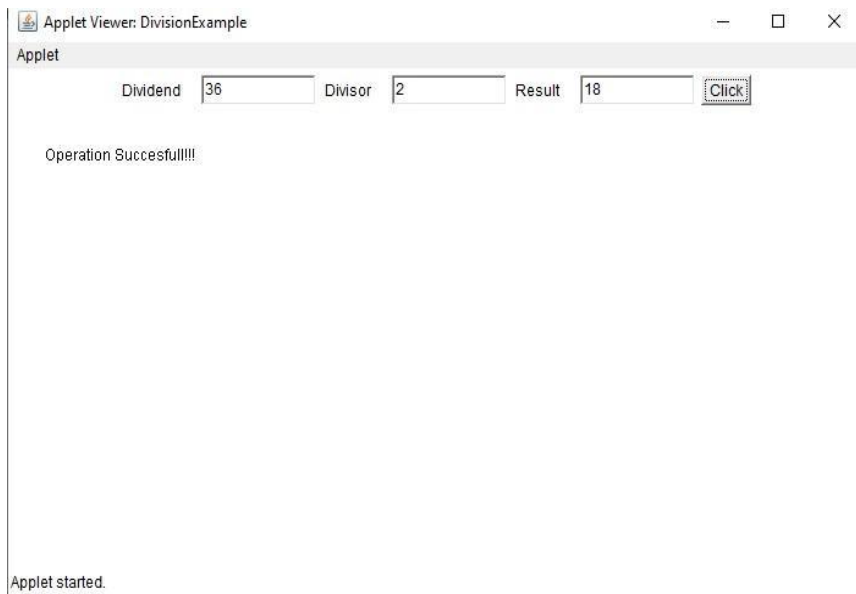 Applet Viewer: DivisionExample
Applet
Dividend 36 Divisor 2 Result 18 Click
Operation Succesfull!!!
Applet started.